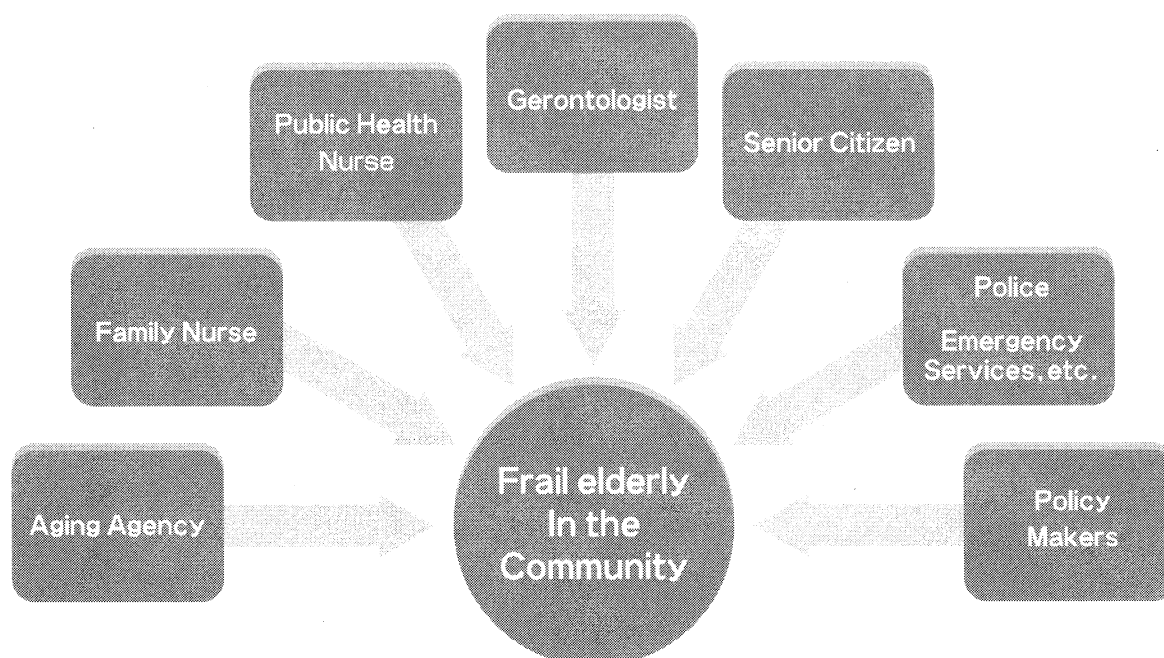 Gerontologist
Public Health
Nurse
Senior Citizen
Family Nurse
Police
Emergency
Services, etc.
Aging Agency
Frail elderly
In the
Community
Policy
Makers